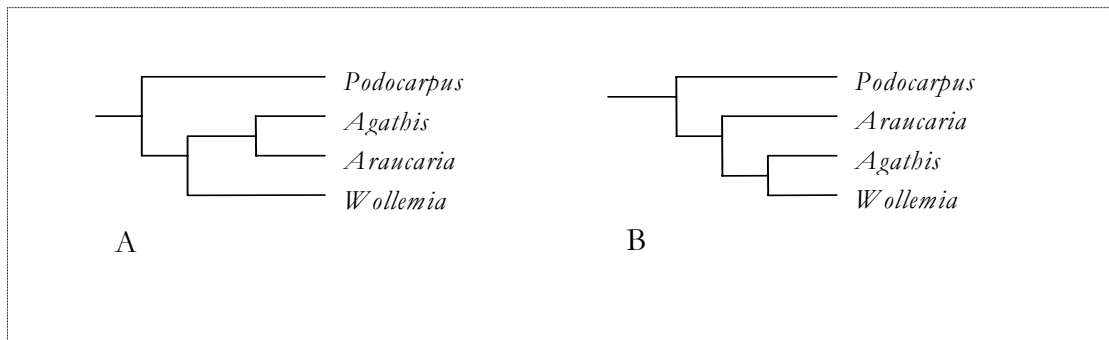 Podocarpus
Agathis
Araucaria
Wollemia
A
Podocarpus
Araucaria
Agathis
Wollemia
B